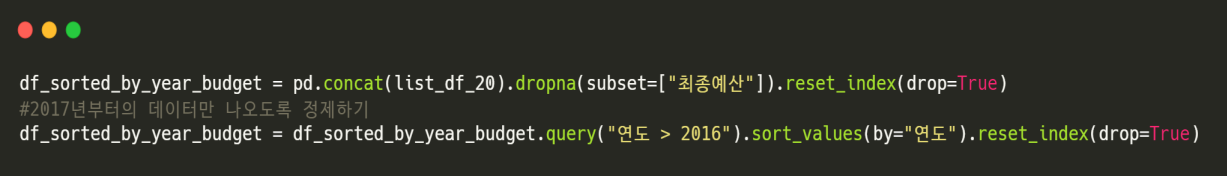 df_sorted_by_year_budget = pd.concat(list_df_20).dropna(subset=["최종예산"]).reset_index(drop=True)
#2017년부터의 데이터만 나오도록 정제하기
df_sorted_by_year_budget = df_sorted_by_year_budget.query("연도 > 2016").sort_values(by="연도").reset_index(drop=True)